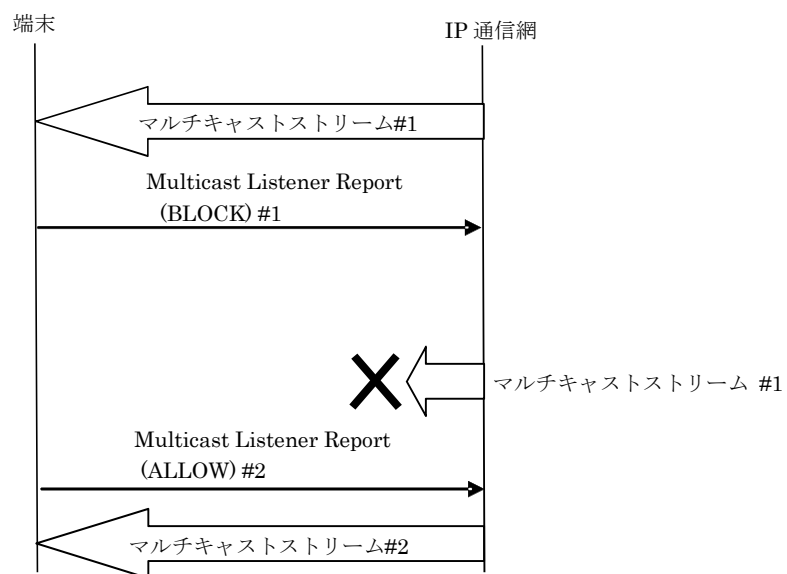 端末
IP 通信網
マルチキャストストリーム#1
Multicast Listener Report
(BLOCK) #1
マルチキャストストリーム #1
Multicast Listener Report
(ALLOW) #2
マルチキャストストリーム#2